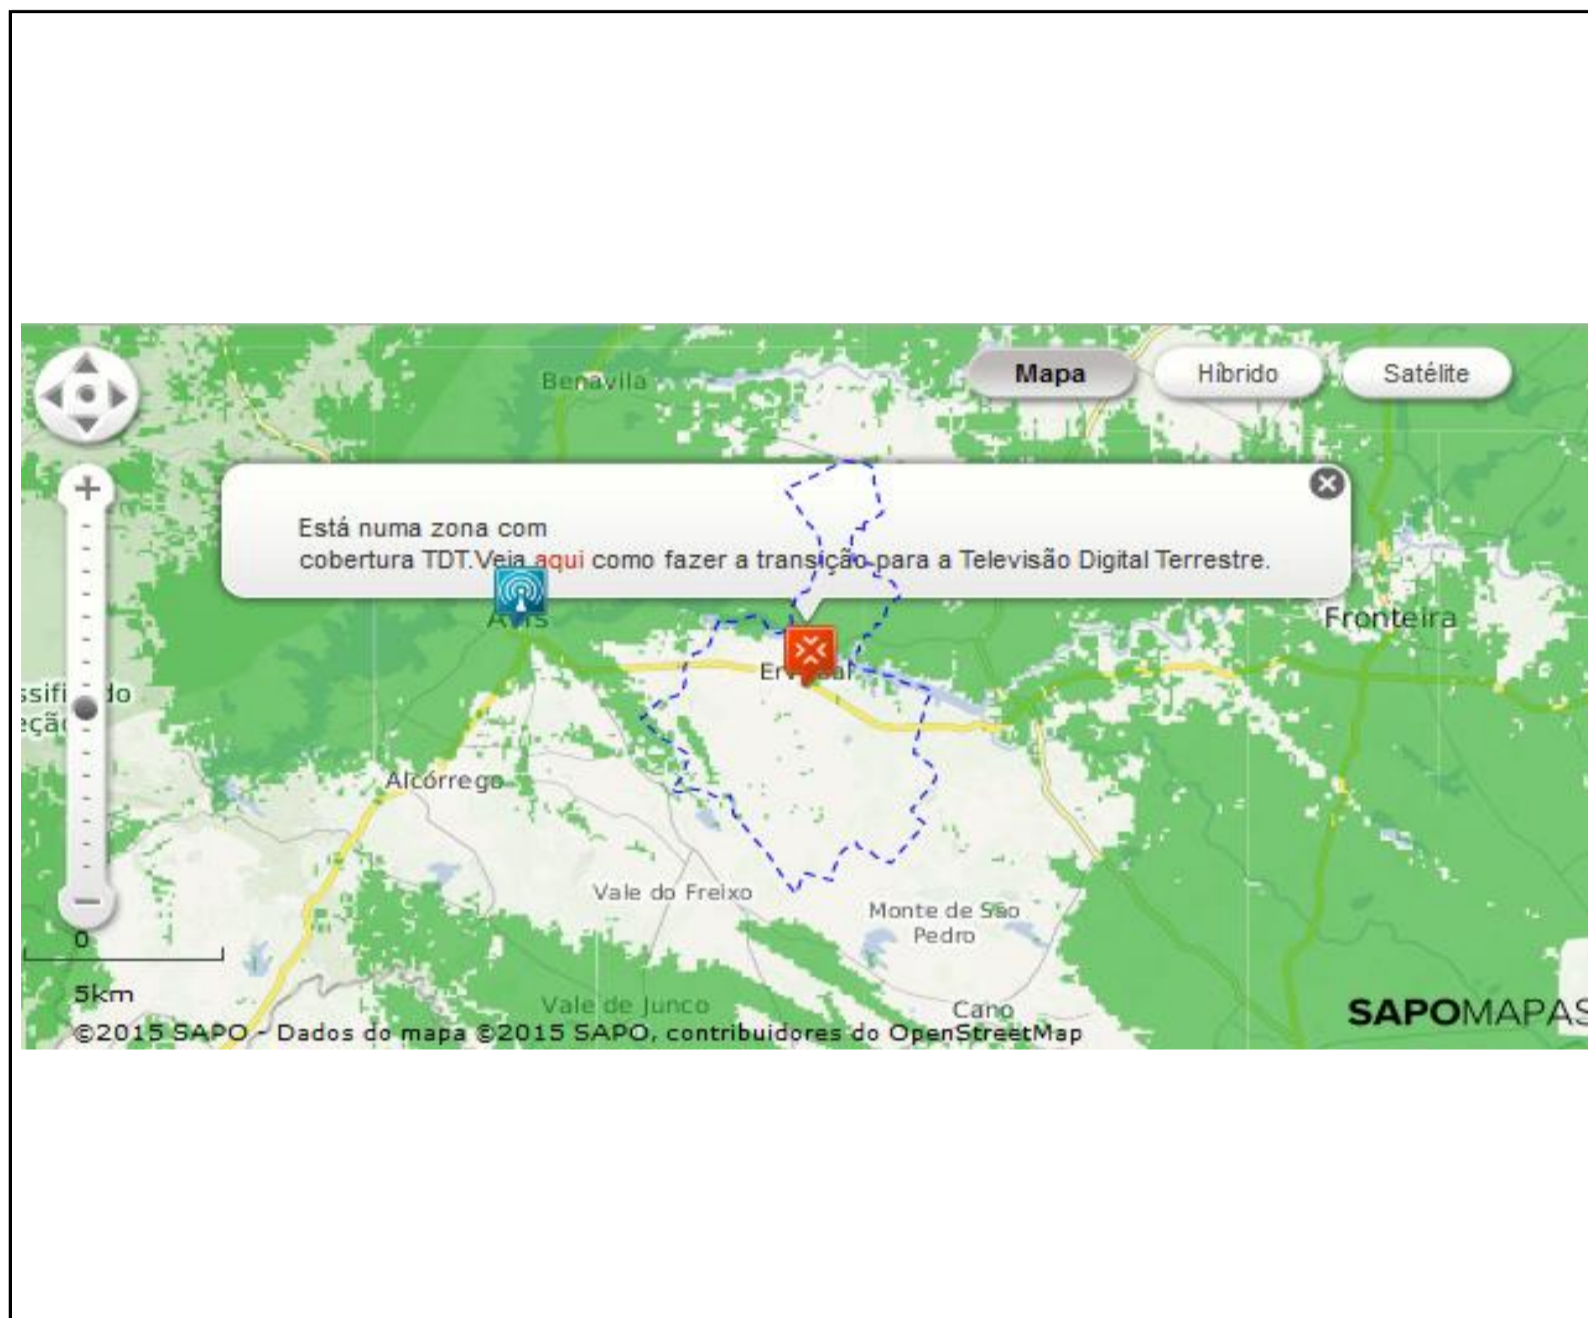 Benavila
Mapa
Híbrido
Satélite
Está numa zona com
cobertura TDT.Veja aqui como fazer a transição para a Televisão Digital Terrestre.
Fronteira
Alcórrego
Vale do Freixo
Monte de São
Pedro
0
5km
Vale de Junco
Cano
SAPOMAPAS
©2015 SAPO - Dados do mapa ©2015 SAPO, contribuidores do OpenStreetMap